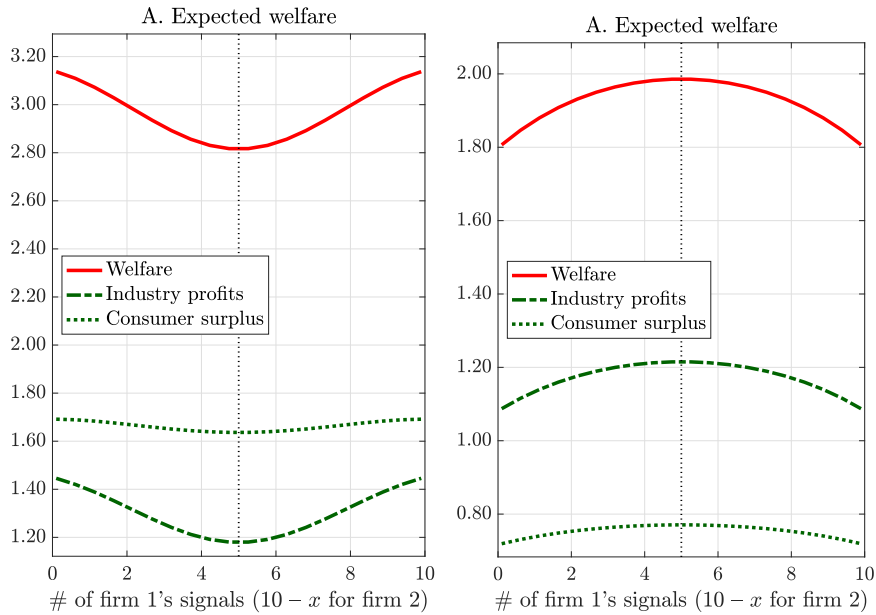 A. Expected welfare
3.20
3.00
2.80
2.60
2.40
2.20
2.00
1.80
1.60
1.40
1.20
Welfare
Industry profits
Consumer surplus
0 2 4 6 8 10
# of firm 1's signals (10 − x for firm 2)
A. Expected welfare
2.00
1.80
1.60
1.40
1.20
1.00
0.80
Welfare
Industry profits
Consumer surplus
0 2 4 6 8 10
# of firm 1's signals (10 − x for firm 2)